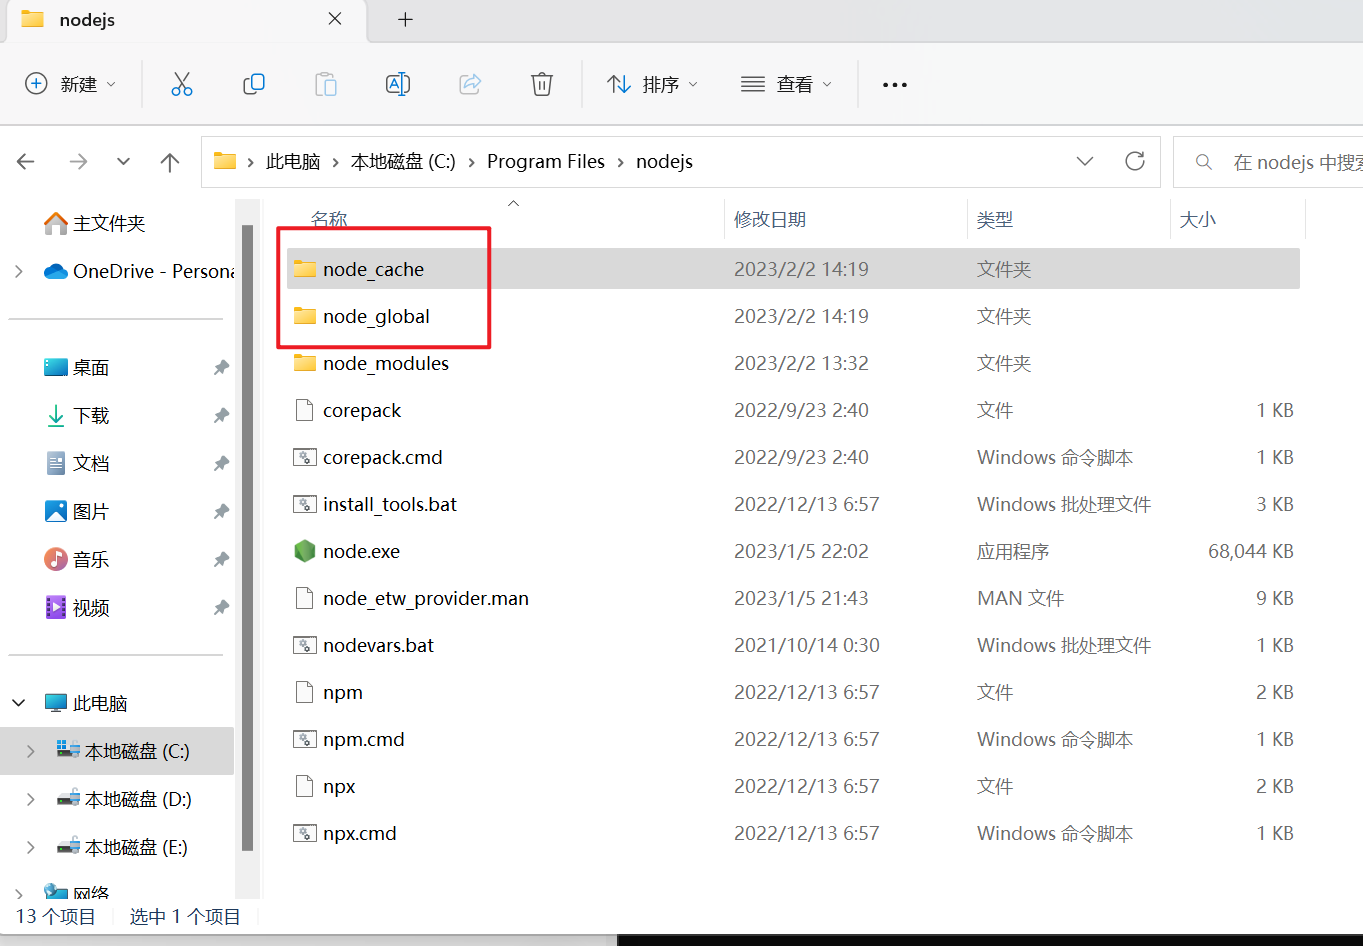 nodejs
新建
排序
查看
此电脑 本地磁盘 (C:) Program Files nodejs
在 nodejs 中搜
主文件夹
OneDrive - Persona
桌面
下载
文档
图片
音乐
视频
此电脑
本地磁盘 (C:)
本地磁盘 (D:)
本地磁盘 (E:)
网络
名称 修改日期 类型 大小
node_cache 2023/2/2 14:19 文件夹
node_global 2023/2/2 14:19 文件夹
node_modules 2023/2/2 13:32 文件夹
corepack 2022/9/23 2:40 文件 1 KB
corepack.cmd 2022/9/23 2:40 Windows 命令脚本 1 KB
install_tools.bat 2022/12/13 6:57 Windows 批处理文件 3 KB
node.exe 2023/1/5 22:02 应用程序 68,044 KB
node_etw_provider.man 2023/1/5 21:43 MAN 文件 9 KB
nodevars.bat 2021/10/14 0:30 Windows 批处理文件 1 KB
npm 2022/12/13 6:57 文件 2 KB
npm.cmd 2022/12/13 6:57 Windows 命令脚本 1 KB
npx 2022/12/13 6:57 文件 2 KB
npx.cmd 2022/12/13 6:57 Windows 命令脚本 1 KB
13 个项目 选中 1 个项目